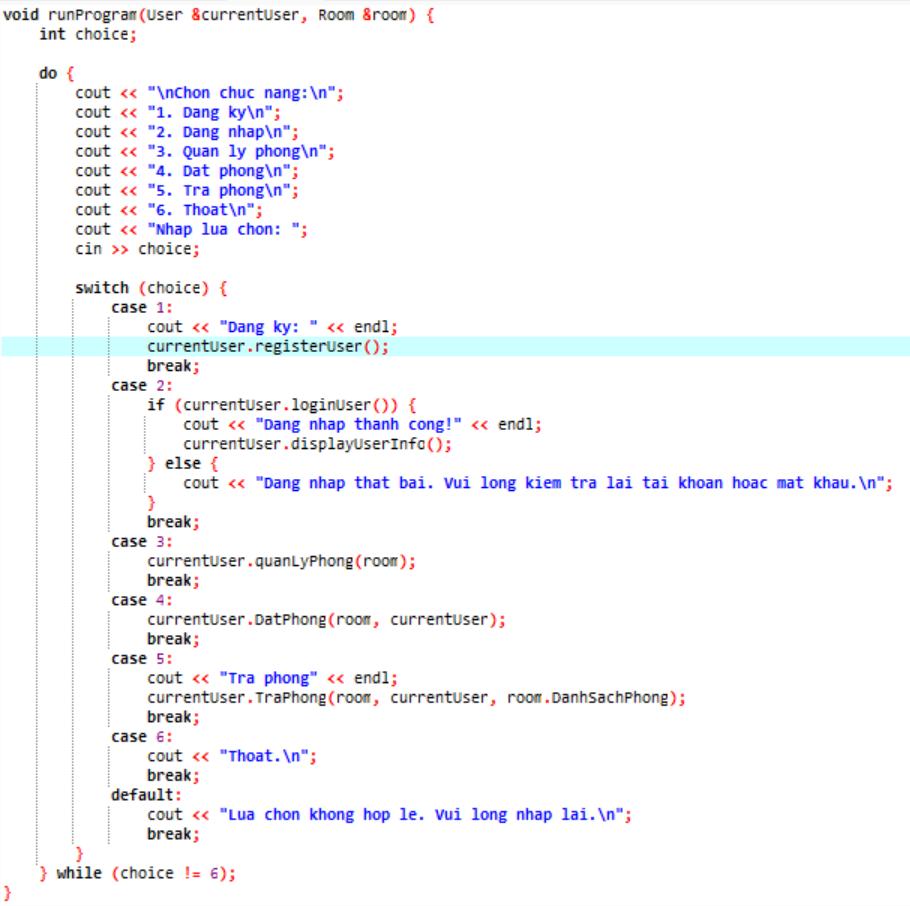 void runProgram(User &currentUser, Room &room) {
    int choice;

    do {
        cout << "\nChon chuc nang:\n";
        cout << "1. Dang ky\n";
        cout << "2. Dang nhap\n";
        cout << "3. Quan ly phong\n";
        cout << "4. Dat phong\n";
        cout << "5. Tra phong\n";
        cout << "6. Thoat\n";
        cout << "Nhap lua chon: ";
        cin >> choice;

        switch (choice) {
            case 1:
                cout << "Dang ky: " << endl;
                currentUser.registerUser();
                break;
            case 2:
                if (currentUser.loginUser()) {
                    cout << "Dang nhap thanh cong!" << endl;
                    currentUser.displayUserInfo();
                } else {
                    cout << "Dang nhap that bai. Vui long kiem tra lai tai khoan hoac mat khau.\n";
                }
                break;
            case 3:
                currentUser.quanLyPhong(room);
                break;
            case 4:
                currentUser.DatPhong(room, currentUser);
                break;
            case 5:
                cout << "Tra phong" << endl;
                currentUser.TraPhong(room, currentUser, room.DanhSachPhong);
                break;
            case 6:
                cout << "Thoat.\n";
                break;
            default:
                cout << "Lua chon khong hop le. Vui long nhap lai.\n";
                break;
        }
    } while (choice != 6);
}